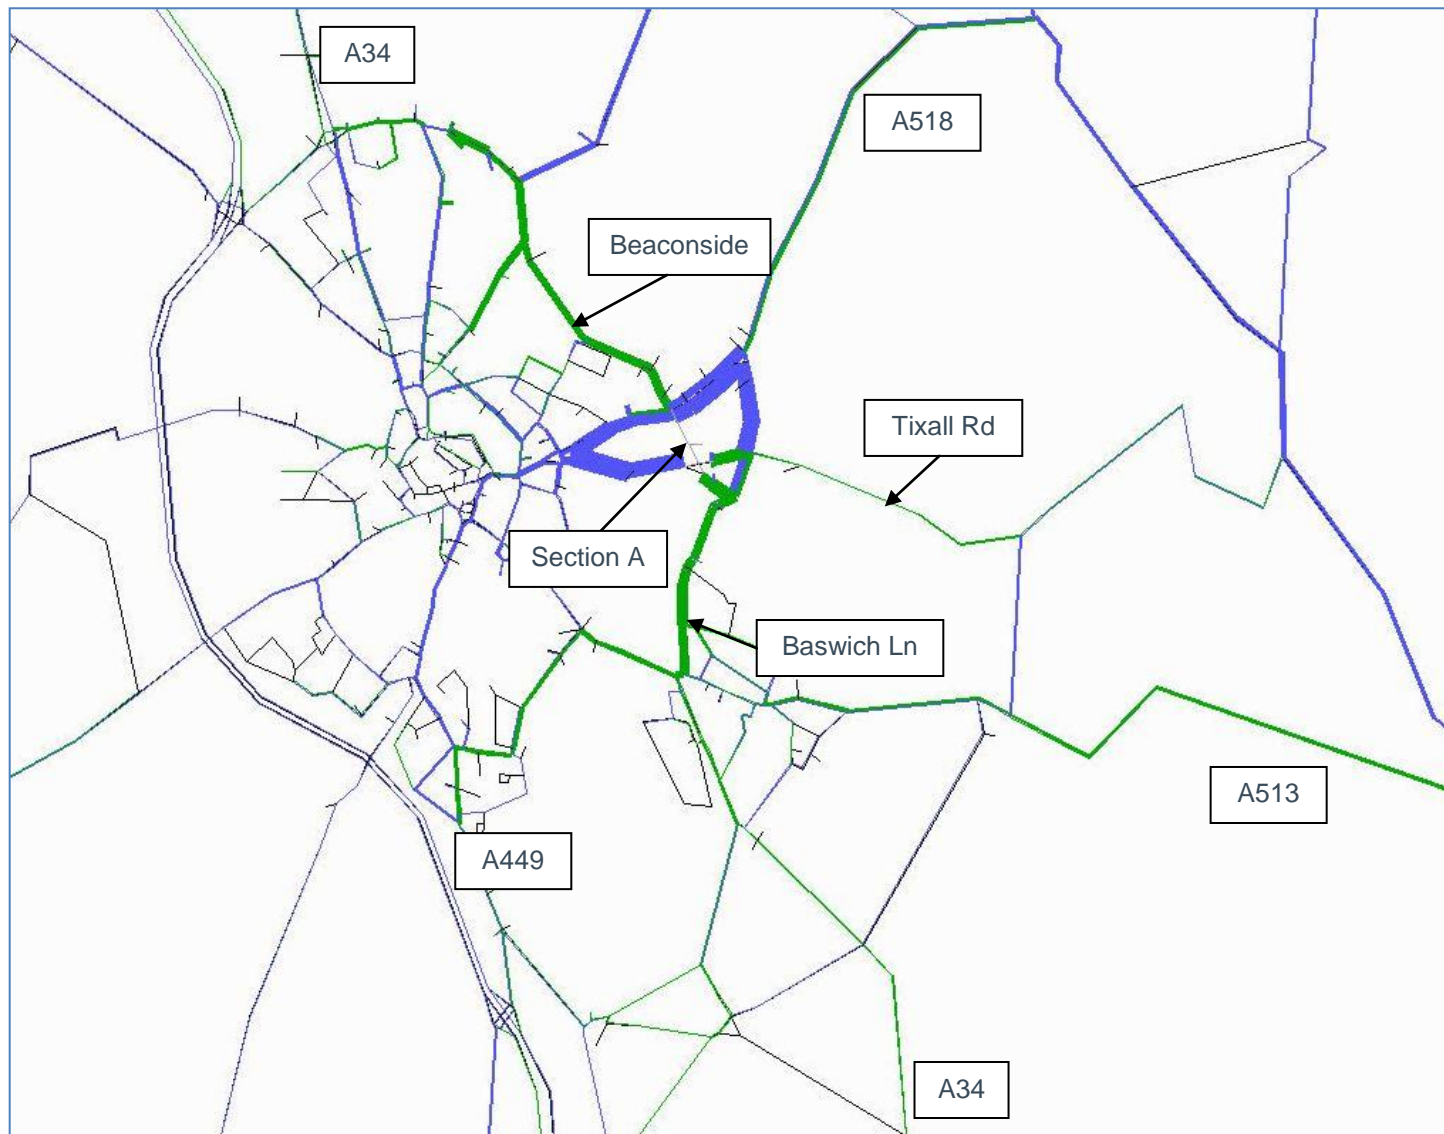 A34
A518
Beaconside
Tixall Rd
Section A
Baswich Ln
A513
A449
A34